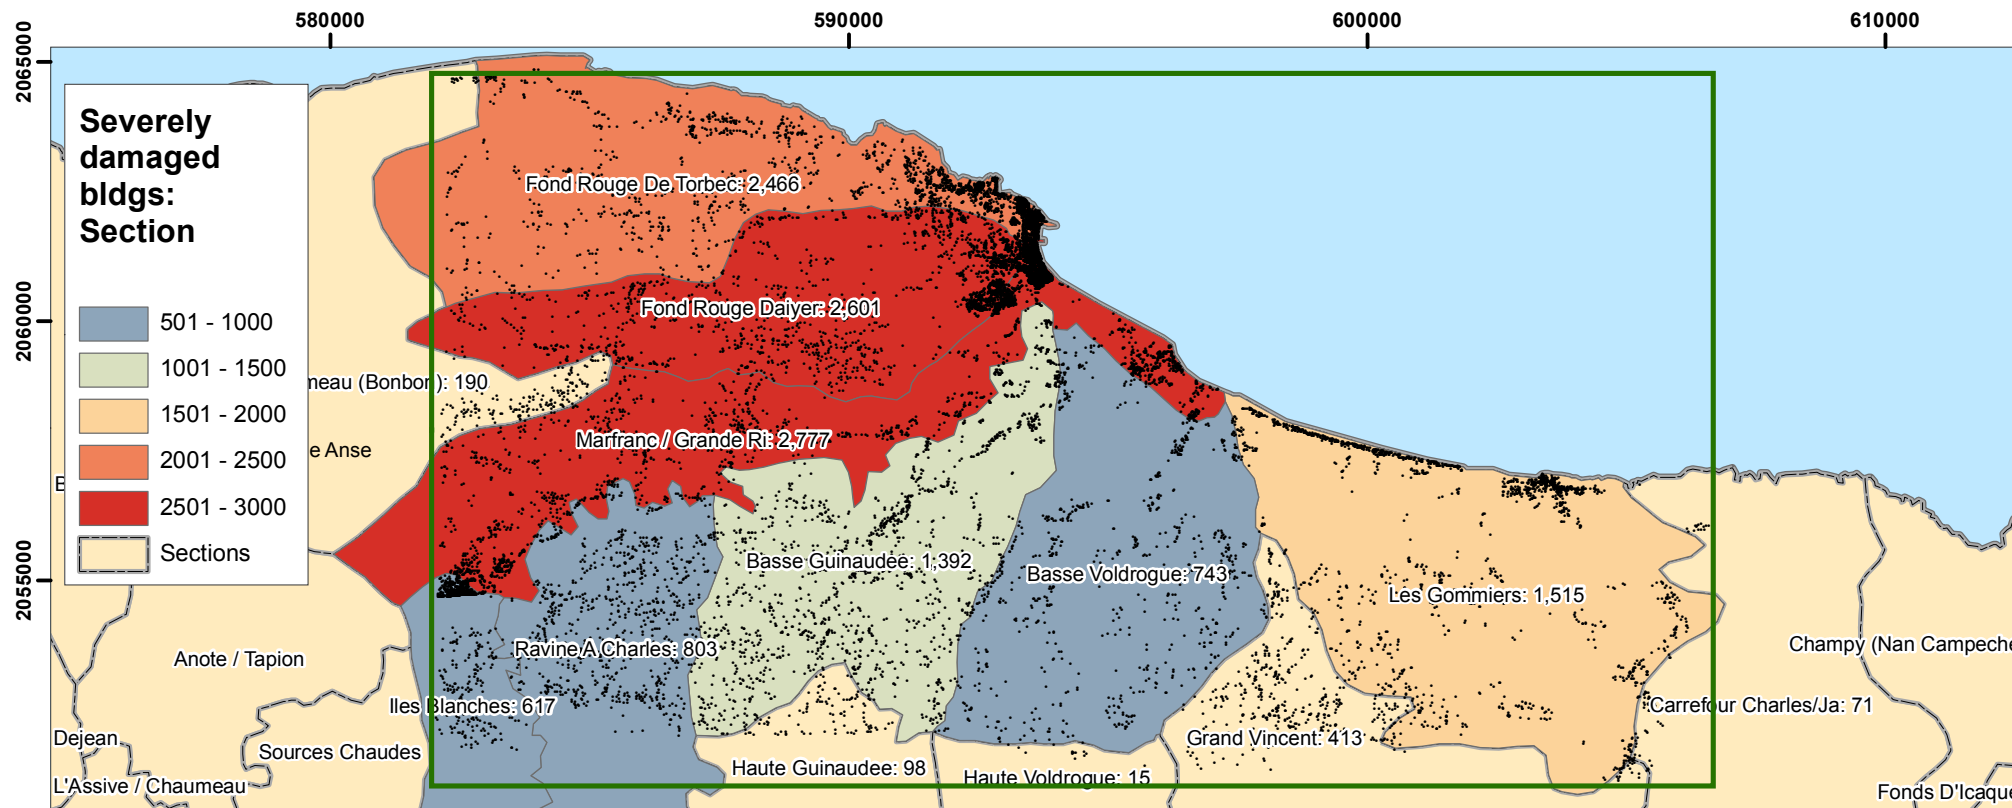 580000
590000
600000
610000
2065000
2060000
2055000
Severely
damaged
bldgs:
Section
501 - 1000
1001 - 1500
1501 - 2000
2001 - 2500
2501 - 3000
Sections
Fond Rouge De Torbec: 2,466
Fond Rouge Daiyer: 2,601
meau (Bonbon): 190
Marfranc / Grande Ri: 2,777
e Anse
B
Basse Guinaudee: 1,392
Basse Voldrogue: 743
Les Gommiers: 1,515
Ravine A Charles: 803
Anote / Tapion
Champy (Nan Campeche
Iles Blanches: 617
Carrefour Charles/Ja: 71
Dejean
Sources Chaudes
Grand Vincent: 413
Haute Guinaudee: 98
Haute Voldrogue: 15
L'Assive / Chaumeau
Fonds D'Icaque